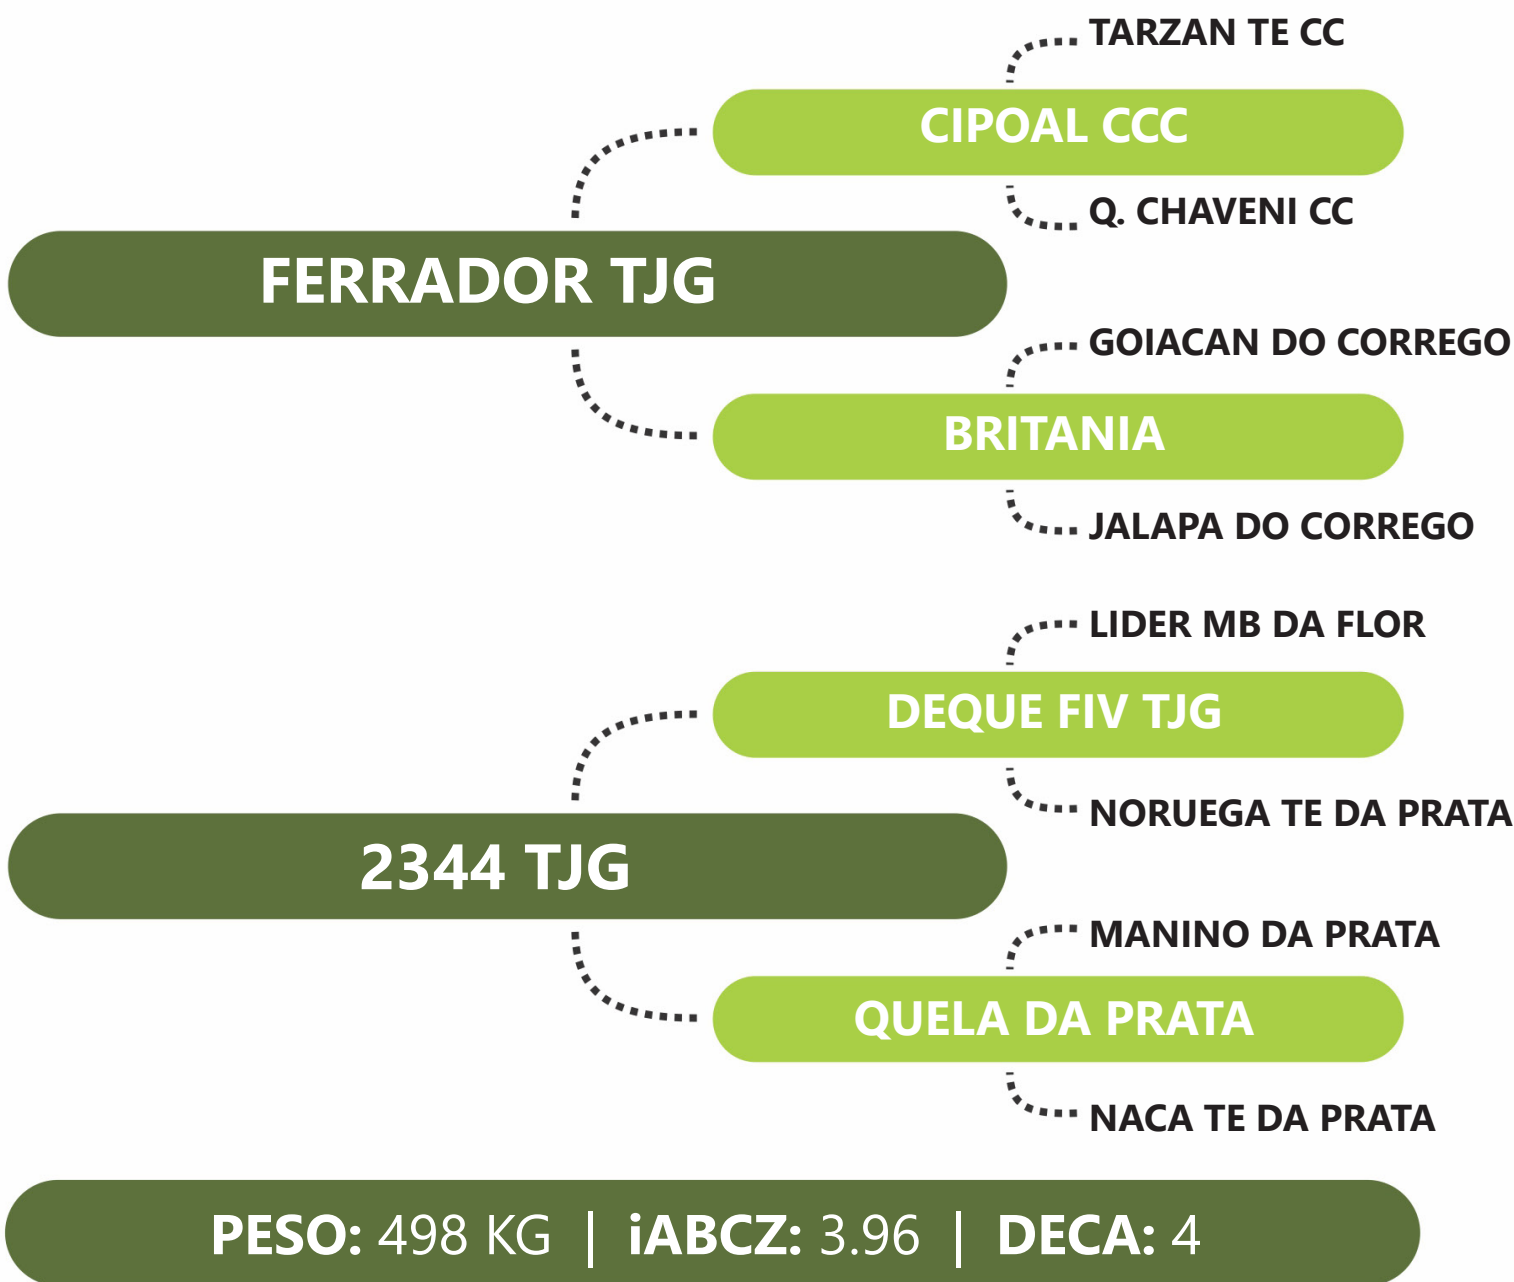 TARZAN TE CC
CIPOAL CCC
Q. CHAVENI CC
FERRADOR TJG
GOIACAN DO CORREGO
BRITANIA
JALAPA DO CORREGO
LIDER MB DA FLOR
DEQUE FIV TJG
NORUEGA TE DA PRATA
2344 TJG
MANINO DA PRATA
QUELA DA PRATA
NACA TE DA PRATA
PESO: 498 KG | iABCZ: 3.96 | DECA: 4